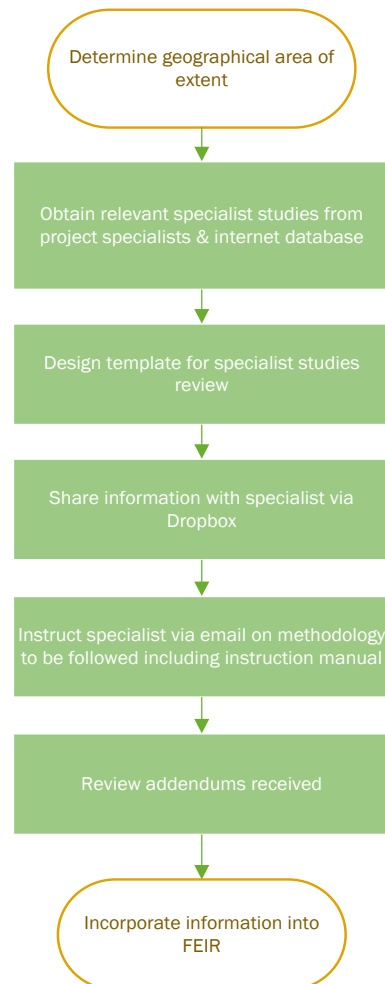 Determine geographical area of
extent
Obtain relevant specialist studies from
project specialists & internet database
Design template for specialist studies
review
Share information with specialist via
Dropbox
Instruct specialist via email on methodology
to be followed including instruction manual
Review addendums received
Incorporate information into
FEIR